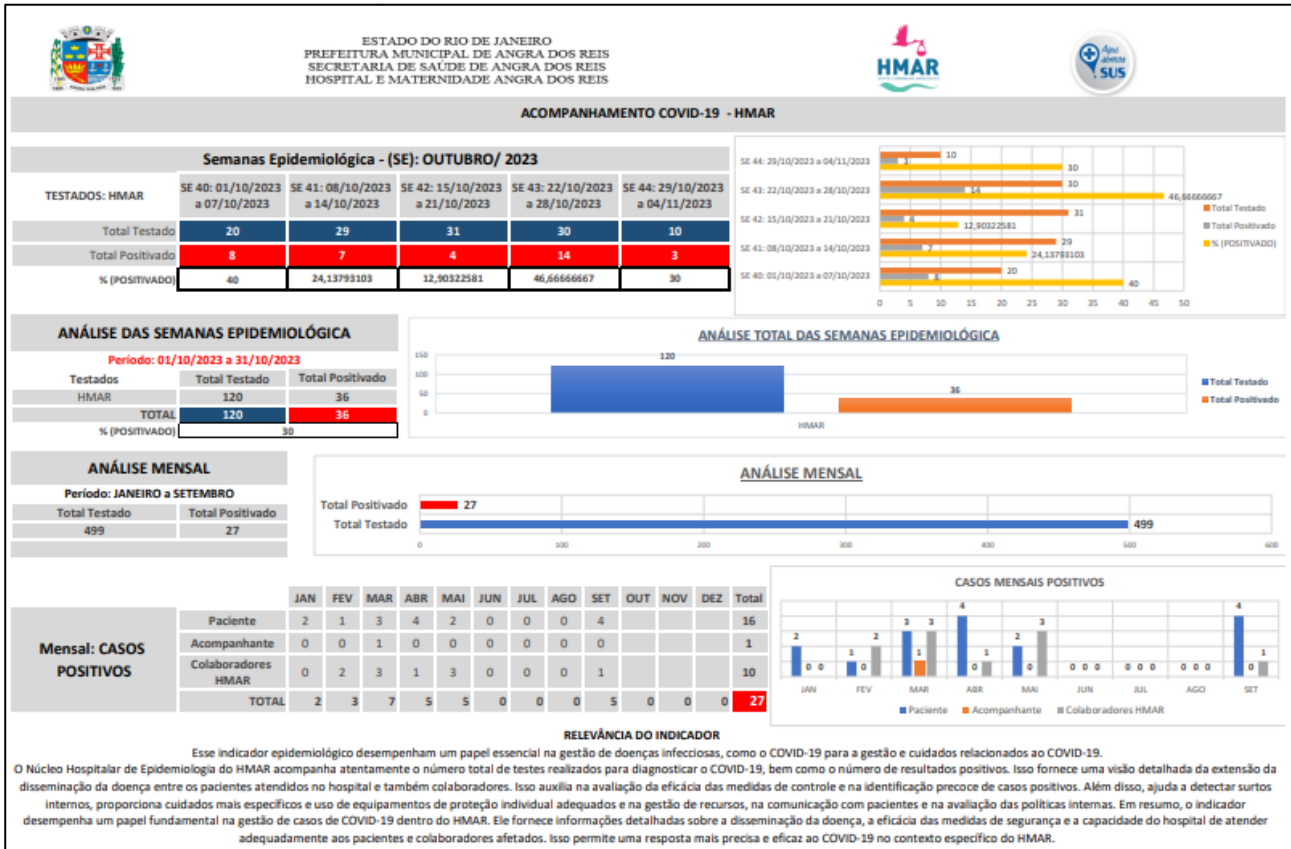 ESTADO DO RIO DE JANEIRO
PREFEITURA MUNICIPAL DE ANGRA DOS REIS
SECRETARIA DE SAÚDE DE ANGRA DOS REIS
HOSPITAL E MATERNIDADE ANGRA DOS REIS
HMAR
SUS
ACOMPANHAMENTO COVID-19 - HMAR
Semanas Epidemiológica - (SE): OUTUBRO/ 2023
TESTADOS: HMAR
SE 40: 01/10/2023 a 07/10/2023
SE 41: 08/10/2023 a 14/10/2023
SE 42: 15/10/2023 a 21/10/2023
SE 43: 22/10/2023 a 28/10/2023
SE 44: 29/10/2023 a 04/11/2023
Total Testado 20 29 31 30 10
Total Positivado 8 7 4 14 3
% (POSITIVADO) 40 24,13793103 12,90322581 46,66666667 30
SE 44: 29/10/2023 a 04/11/2023 10 3 30
SE 43: 22/10/2023 a 28/10/2023 30 14 46,66666667
SE 42: 15/10/2023 a 21/10/2023 31 4 12,90322581
SE 41: 08/10/2023 a 14/10/2023 29 7 24,13793103
SE 40: 01/10/2023 a 07/10/2023 20 8 40
0 5 10 15 20 25 30 35 40 45 50
Total Testado
Total Positivado
% (POSITIVADO)
ANÁLISE DAS SEMANAS EPIDEMIOLÓGICA
Período: 01/10/2023 a 31/10/2023
Testados Total Testado Total Positivado
HMAR 120 36
TOTAL 120 36
% (POSITIVADO) 30
ANÁLISE TOTAL DAS SEMANAS EPIDEMIOLÓGICA
150
100
50
0
120
36
HMAR
Total Testado
Total Positivado
ANÁLISE MENSAL
Período: JANEIRO a SETEMBRO
Total Testado Total Positivado
499 27
ANÁLISE MENSAL
Total Positivado 27
Total Testado 499
0 100 200 300 400 500 600
Mensal: CASOS POSITIVOS
JAN FEV MAR ABR MAI JUN JUL AGO SET OUT NOV DEZ Total
Paciente 2 1 3 4 2 0 0 0 4 16
Acompanhante 0 0 1 0 0 0 0 0 0 1
Colaboradores HMAR 0 2 3 1 3 0 0 0 1 10
TOTAL 2 3 7 5 5 0 0 0 5 0 0 0 27
CASOS MENSAIS POSITIVOS
2 0 0 1 0 2 3 1 3 4 0 1 2 0 3 0 0 0 0 0 0 0 0 0 4 0 1
JAN FEV MAR ABR MAI JUN JUL AGO SET
Paciente Acompanhante Colaboradores HMAR
RELEVÂNCIA DO INDICADOR
Esse indicador epidemiológico desempenham um papel essencial na gestão de doenças infecciosas, como o COVID-19 para a gestão e cuidados relacionados ao COVID-19.
O Núcleo Hospitalar de Epidemiologia do HMAR acompanha atentamente o número total de testes realizados para diagnosticar o COVID-19, bem como o número de resultados positivos. Isso fornece uma visão detalhada da extensão da
disseminação da doença entre os pacientes atendidos no hospital e também colaboradores. Isso auxilia na avaliação da eficácia das medidas de controle e na identificação precoce de casos positivos. Além disso, ajuda a detectar surtos
internos, proporciona cuidados mais específicos e uso de equipamentos de proteção individual adequados e na gestão de recursos, na comunicação com pacientes e na avaliação das políticas internas. Em resumo, o indicador
desempenha um papel fundamental na gestão de casos de COVID-19 dentro do HMAR. Ele fornece informações detalhadas sobre a disseminação da doença, a eficácia das medidas de segurança e a capacidade do hospital de atender
adequadamente aos pacientes e colaboradores afetados. Isso permite uma resposta mais precisa e eficaz ao COVID-19 no contexto específico do HMAR.